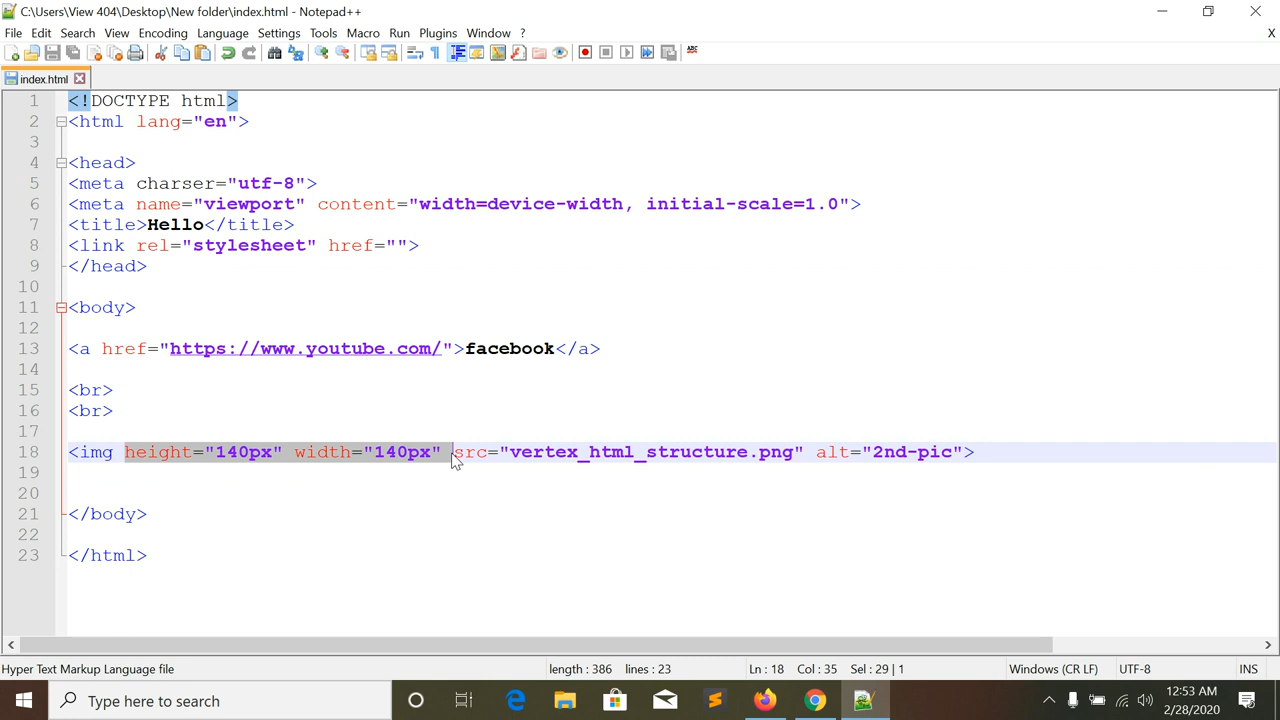 C:\Users\View 404\Desktop\New folder\index.html - Notepad++
File Edit Search View Encoding Language Settings Tools Macro Run Plugins Window ? X
index.html
1 <!DOCTYPE html>
2 <html lang="en">
3
4 <head>
5 <meta charser="utf-8">
6 <meta name="viewport" content="width=device-width, initial-scale=1.0">
7 <title>Hello</title>
8 <link rel="stylesheet" href="">
9 </head>
10
11 <body>
12
13 <a href="https://www.youtube.com/">facebook</a>
14
15 <br>
16 <br>
17
18 <img height="140px" width="140px" src="vertex_html_structure.png" alt="2nd-pic">
19
20
21 </body>
22
23 </html>
Hyper Text Markup Language file length : 386 lines : 23 Ln : 18 Col : 35 Sel : 29 | 1 Windows (CR LF) UTF-8 INS
Type here to search
12:53 AM
2/28/2020